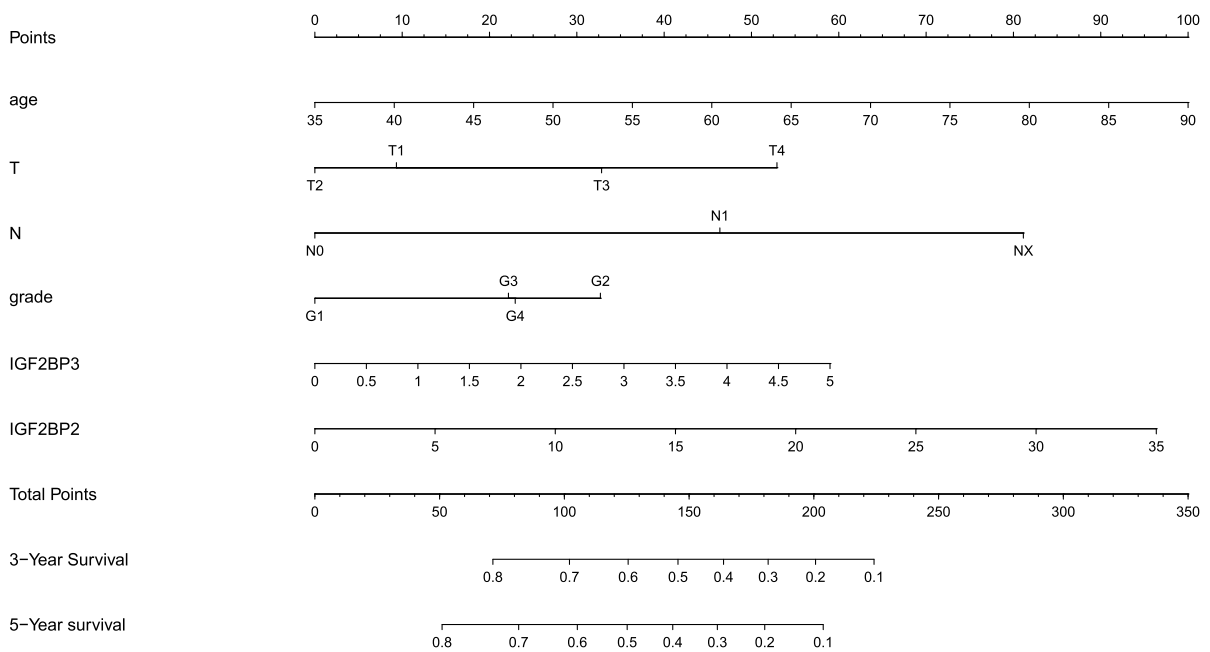 0 10 20 30 40 50 60 70 80 90 100
Points
age
35 40 45 50 55 60 65 70 75 80 85 90
T1 T4
T
T2 T3
N1
N
N0 NX
G3 G2
grade
G1 G4
IGF2BP3
0 0.5 1 1.5 2 2.5 3 3.5 4 4.5 5
IGF2BP2
0 5 10 15 20 25 30 35
Total Points
0 50 100 150 200 250 300 350
3−Year Survival
0.8 0.7 0.6 0.5 0.4 0.3 0.2 0.1
5−Year survival
0.8 0.7 0.6 0.5 0.4 0.3 0.2 0.1